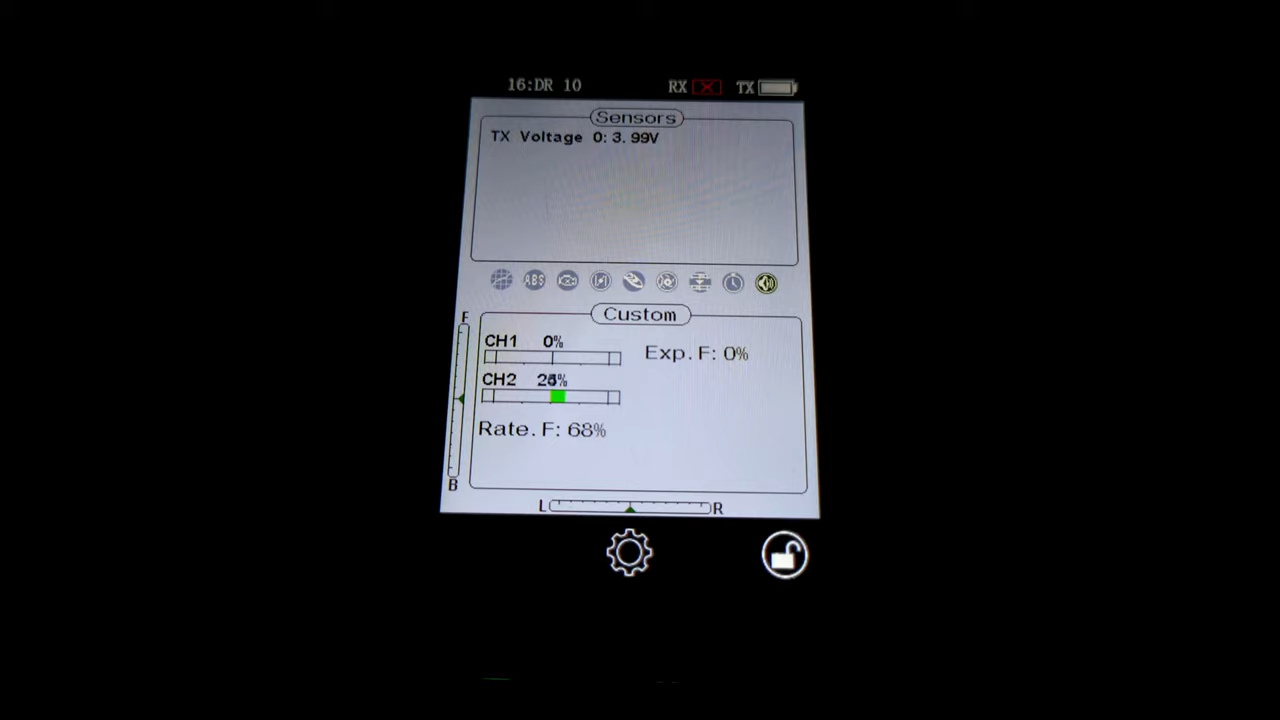 16:DR 10 RX TX
Sensors
TX Voltage 0: 3.99V
ABS
F
Custom
CH1 0%
Exp.F: 0%
CH2
Rate.F: 68%
B
L R